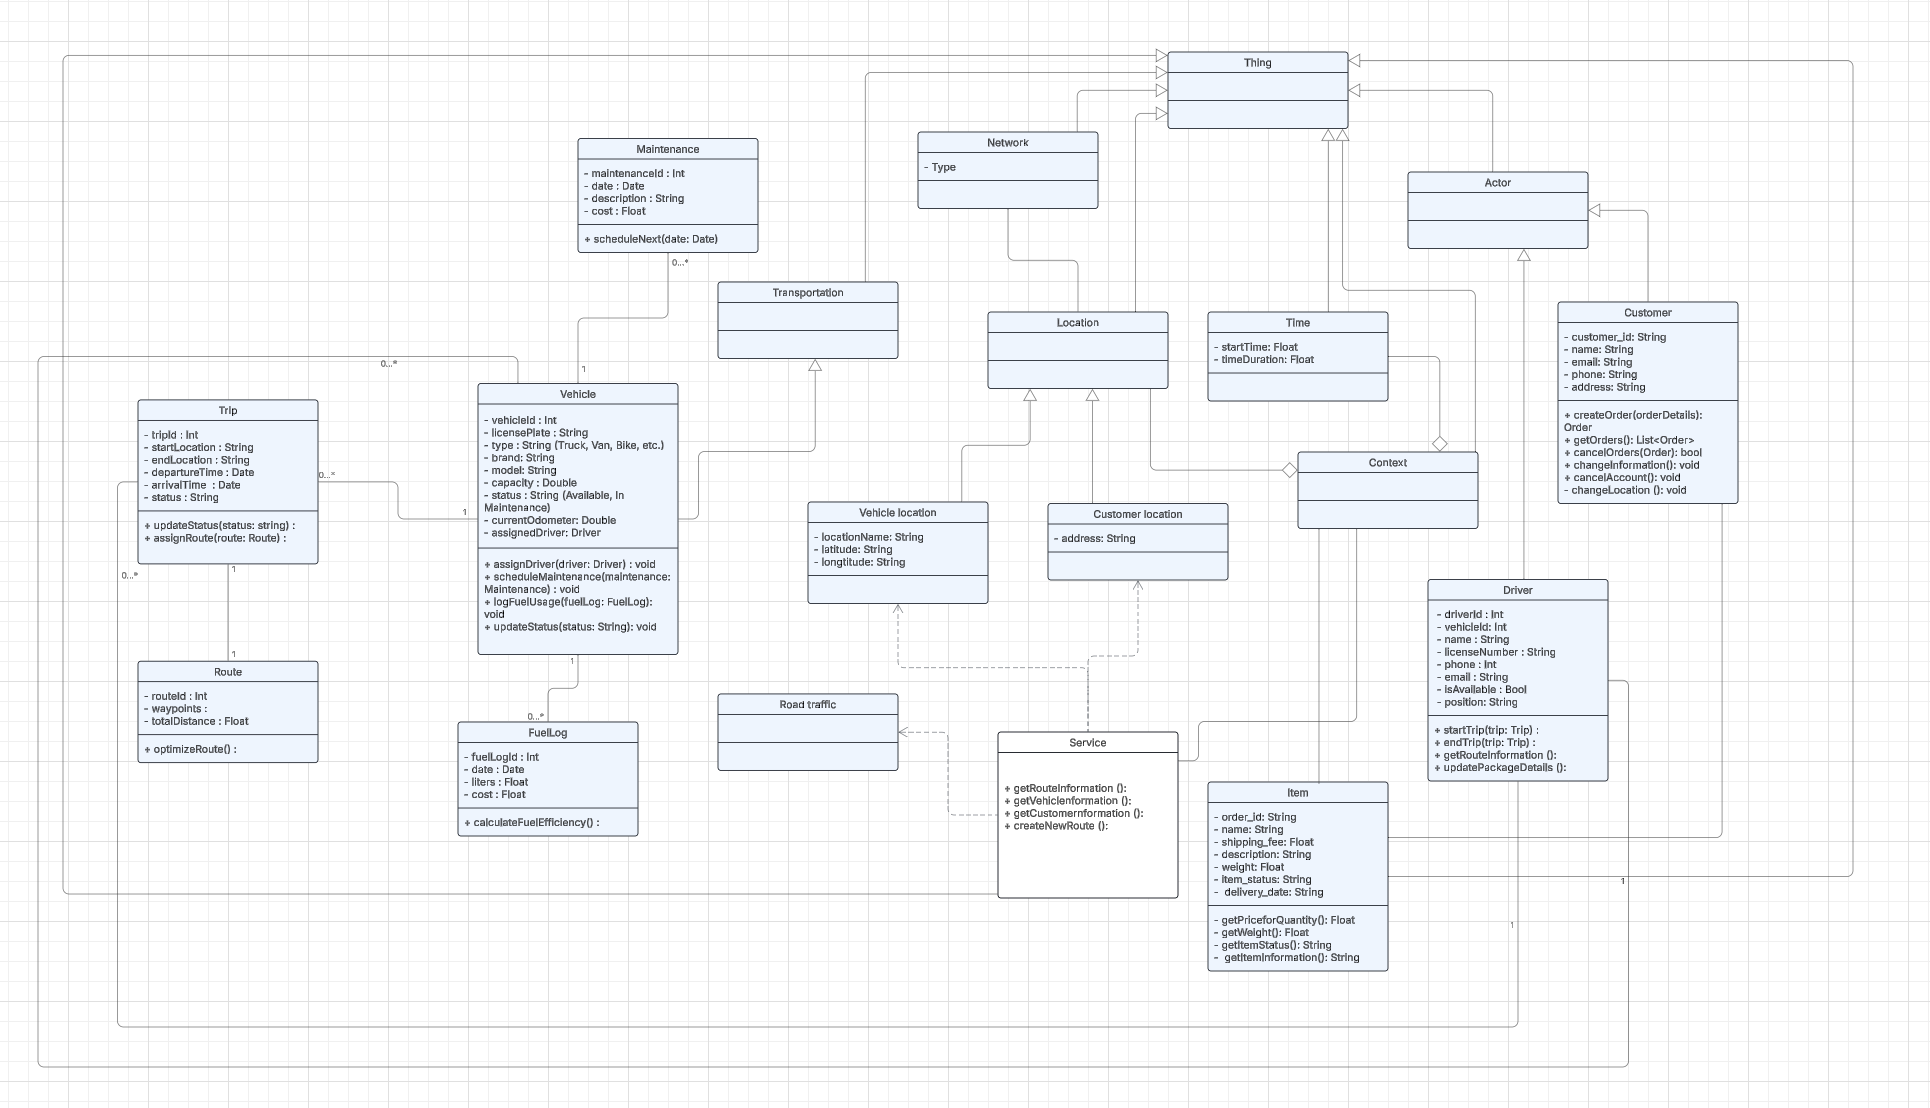 Thing
Network
- Type
Maintenance
- maintenanceId : Int
- date : Date
- description : String
- cost : Float
+ scheduleNext(date: Date)
0...*
Actor
Transportation
Location
Time
- startTime: Float
- timeDuration: Float
Customer
- customer_id: String
- name: String
- email: String
- phone: String
- address: String
+ createOrder(orderDetails):
Order
+ getOrders(): List<Order>
+ cancelOrders(Order): bool
+ changeInformation(): void
+ cancelAccount(): void
- changeLocation (): void
0...*
1
Trip
- tripId : Int
- startLocation : String
- endLocation : String
- departureTime : Date
- arrivalTime  : Date
- status : String
+ updateStatus(status: string) :
+ assignRoute(route: Route) :
0...*
1
0...*
1
Vehicle
- vehicleId : Int
- licensePlate : String
- type : String (Truck, Van, Bike, etc.)
- brand: String
- model: String
- capacity : Double
- status : String (Available, In
Maintenance)
- currentOdometer: Double
- assignedDriver: Driver
+ assignDriver(driver: Driver) : void
+ scheduleMaintenance(maintenance:
Maintenance) : void
+ logFuelUsage(fuelLog: FuelLog):
void
+ updateStatus(status: String): void
1
Context
Vehicle location
- locationName: String
- latitude: String
- longtitude: String
Customer location
- address: String
Driver
- driverId : Int
- vehicleId: Int
- name : String
- licenseNumber : String
- phone : Int
- email : String
- isAvailable : Bool
- position: String
+ startTrip(trip: Trip) :
+ endTrip(trip: Trip) :
+ getRouteInformation ():
+ updatePackageDetails ():
1
Route
- routeId : Int
- waypoints :
- totalDistance : Float
+ optimizeRoute() :
0...*
FuelLog
- fuelLogId : Int
- date : Date
- liters : Float
- cost : Float
+ calculateFuelEfficiency() :
Road traffic
Service
+ getRouteInformation ():
+ getVehiclenformation ():
+ getCustomernformation ():
+ createNewRoute ():
Item
- order_id: String
- name: String
- shipping_fee: Float
- description: String
- weight: Float
- item_status: String
-  delivery_date: String
- getPriceforQuantity(): Float
- getWeight(): Float
- getItemStatus(): String
-  getItemInformation(): String
1
1